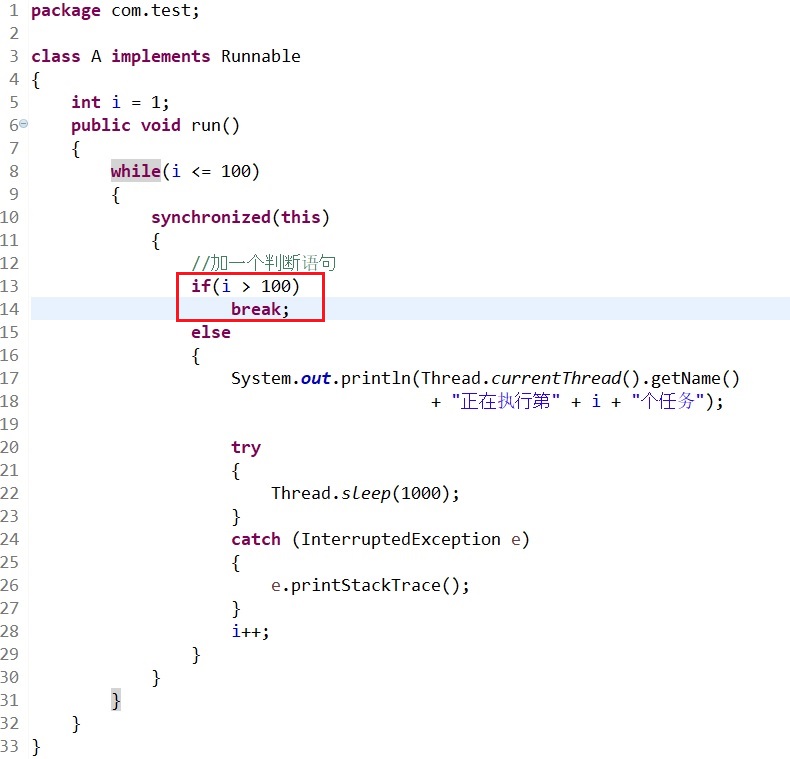 1 package com.test;
2
3 class A implements Runnable
4 {
5     int i = 1;
6     public void run()
7     {
8         while(i <= 100)
9         {
10             synchronized(this)
11             {
12                 //加一个判断语句
13                 if(i > 100)
14                     break;
15                 else
16                 {
17                     System.out.println(Thread.currentThread().getName()
18                                         + "正在执行第" + i + "个任务");
19
20                     try
21                     {
22                         Thread.sleep(1000);
23                     }
24                     catch (InterruptedException e)
25                     {
26                         e.printStackTrace();
27                     }
28                     i++;
29                 }
30             }
31         }
32     }
33 }